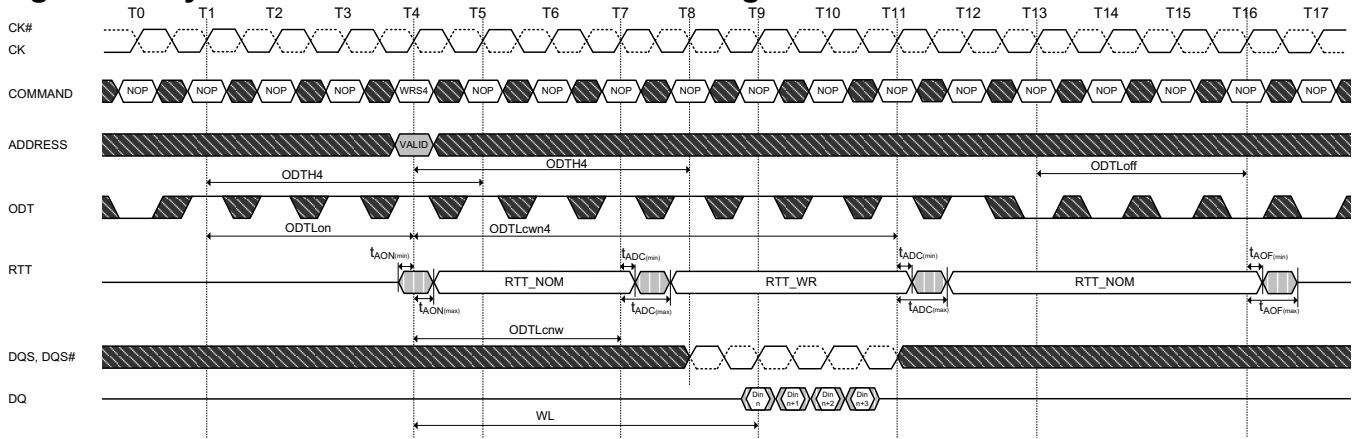 T0 T1 T2 T3 T4 T5 T6 T7 T8 T9 T10 T11 T12 T13 T14 T15 T16 T17
CK#
CK
COMMAND NOP NOP NOP NOP WRS4 NOP NOP NOP NOP NOP NOP NOP NOP NOP NOP NOP NOP NOP
ADDRESS VALID
ODTH4 ODTH4 ODTLoff
ODT
ODTLon ODTLcwn4
tAON(min) tADC(min) tADC(min) tAOF(min)
RTT RTT_NOM RTT_WR RTT_NOM
tAON(max) tADC(max) tADC(max) tAOF(max)
ODTLcnw
DQS, DQS#
DQ Din n Din n+1 Din n+2 Din n+3
WL